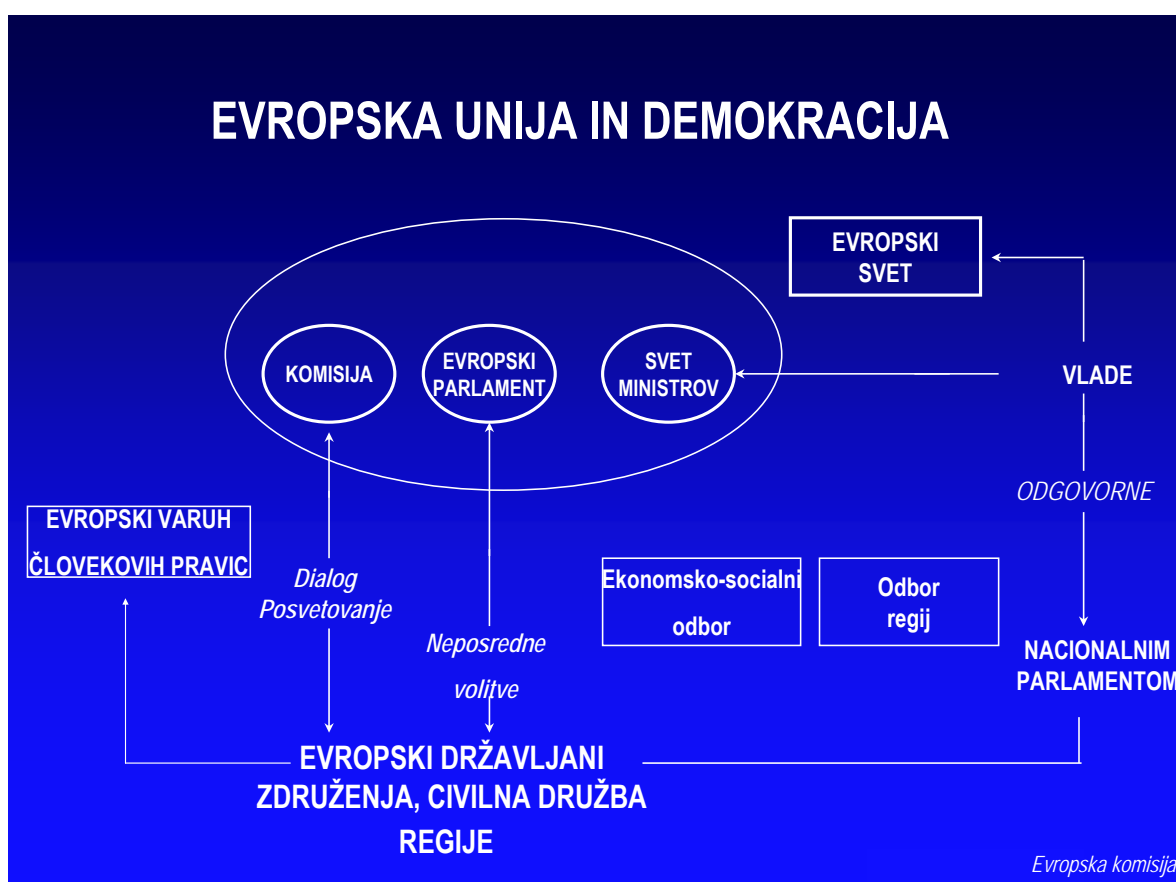 EVROPSKA UNIJA IN DEMOKRACIJA
EVROPSKI
SVET
KOMISIJA
EVROPSKI
PARLAMENT
SVET
MINISTROV
VLADE
ODGOVORNE
EVROPSKI VARUH
ČLOVEKOVIH PRAVIC
Dialog
Posvetovanje
Neposredne
volitve
Ekonomsko-socialni
odbor
Odbor
regij
NACIONALNIM
PARLAMENTOM
EVROPSKI DRŽAVLJANI
ZDRUŽENJA, CIVILNA DRUŽBA
REGIJE
Evropska komisija